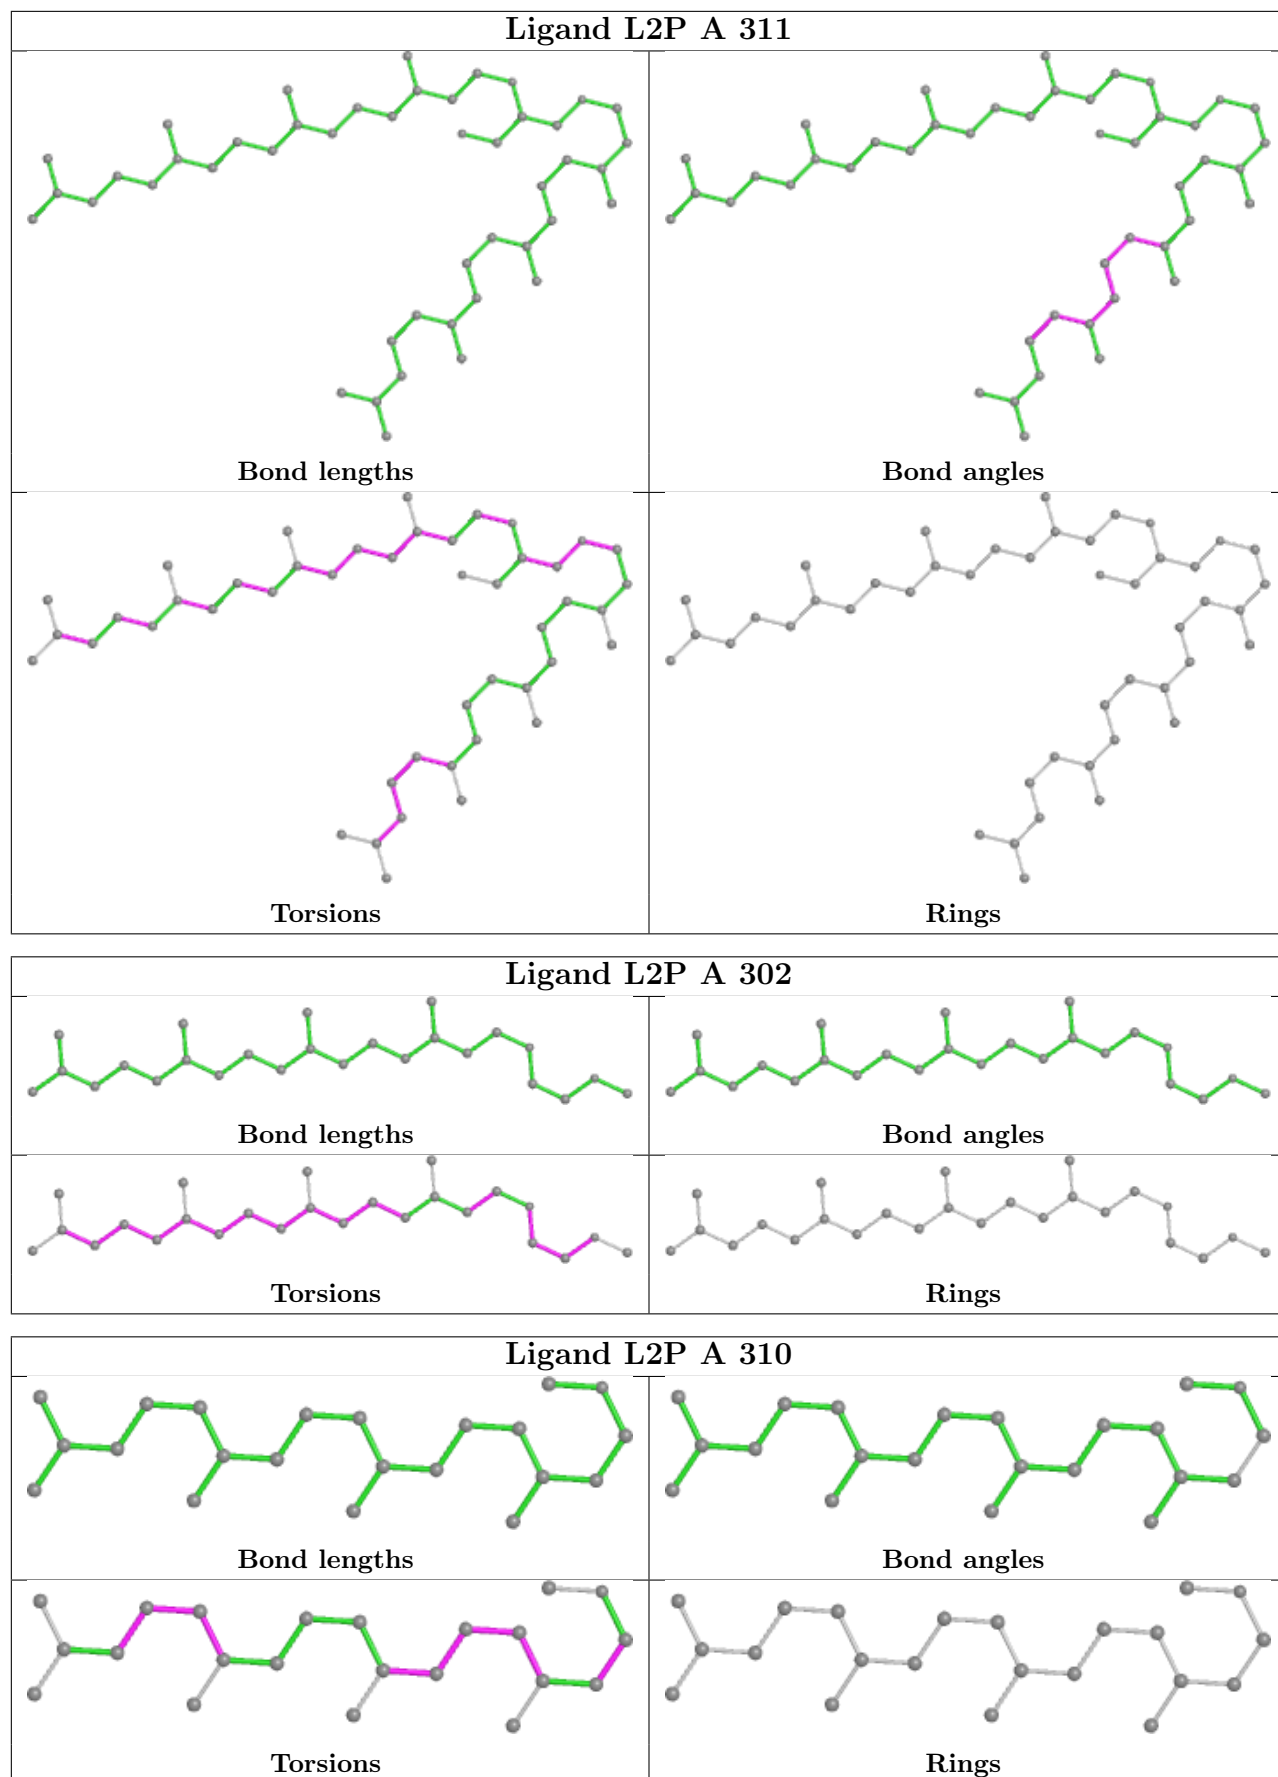 Ligand L2P A 311
Bond lengths
Bond angles
Torsions
Rings
Ligand L2P A 302
Bond lengths
Bond angles
Torsions
Rings
Ligand L2P A 310
Bond lengths
Bond angles
Torsions
Rings